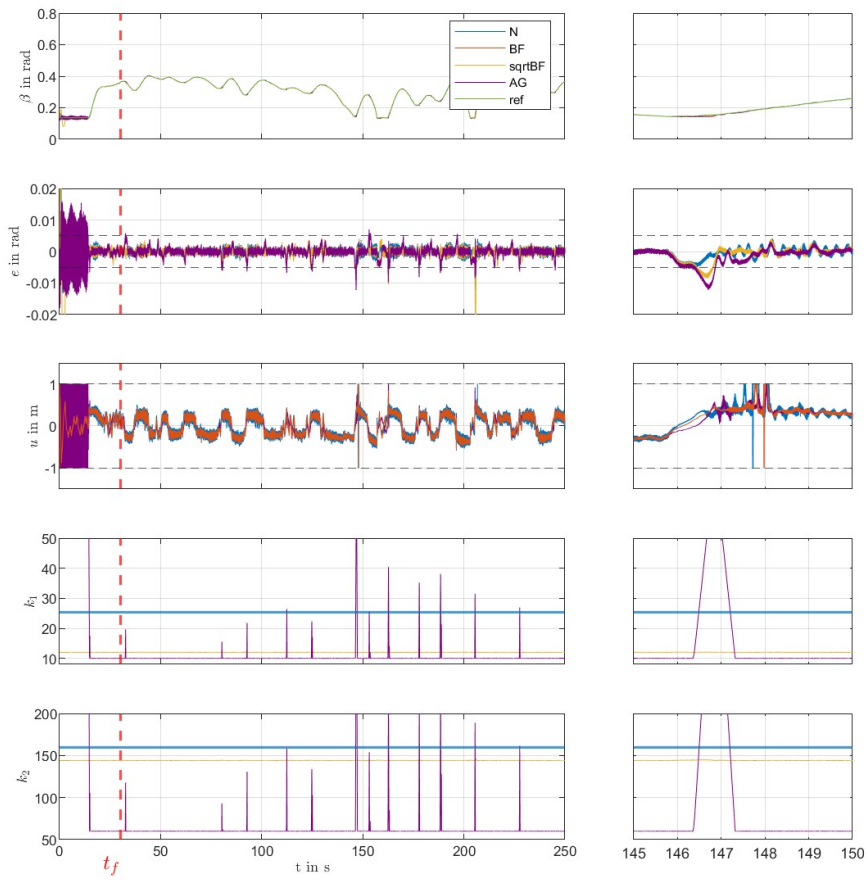 0.8
0.6
0.4
0.2
0
β in rad
N
BF
sqrtBF
AG
ref
0.02
0.01
0
-0.01
-0.02
e in rad
1
0
-1
u in m
50
40
30
20
10
k1
200
150
100
50
k2
0 50 100 150 200 250
145 146 147 148 149 150
tf
t in s